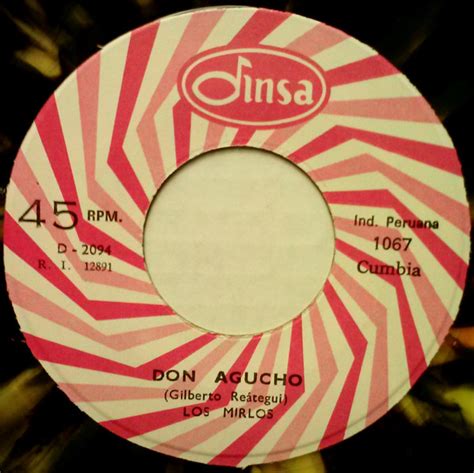 dinsa
45 RPM.
D - 2094
R. I. 12891
Ind. Peruana
1067
Cumbia
DON AGUCHO
(Gilberto Reátegui)
LOS MIRLOS